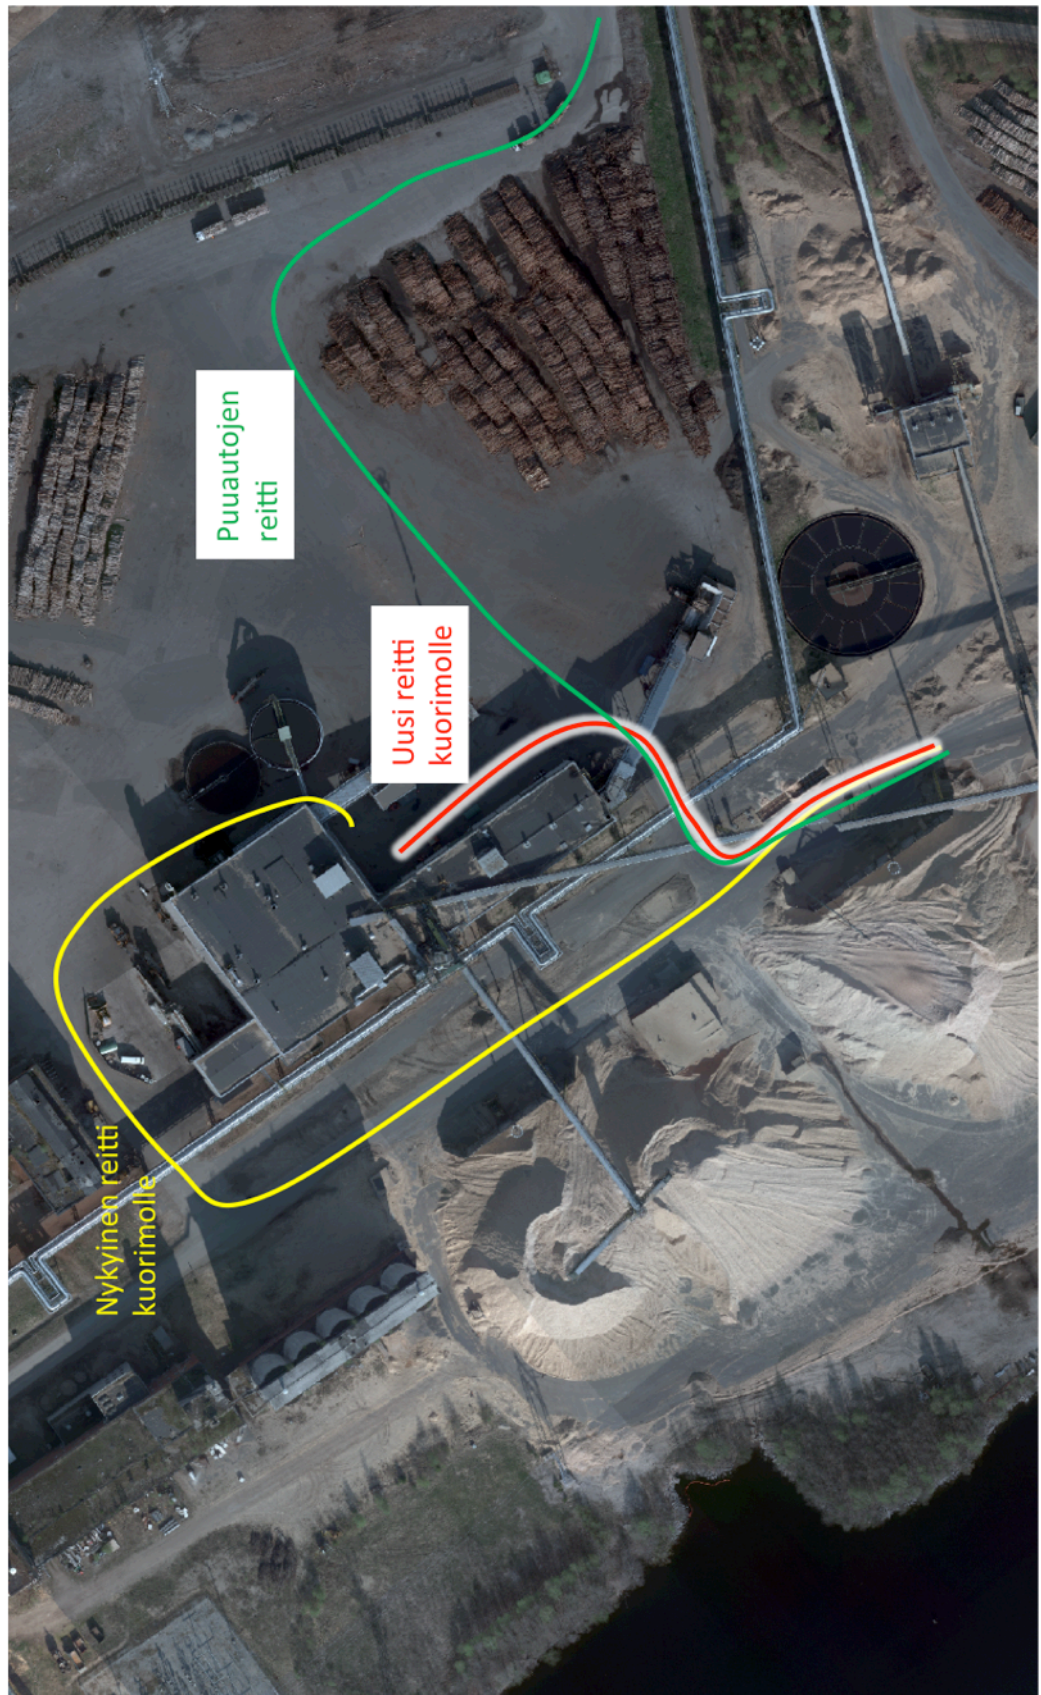 Puuautojen
reitti
Uusi reitti
kuorimolle
Nykyinen reitti
kuorimolle